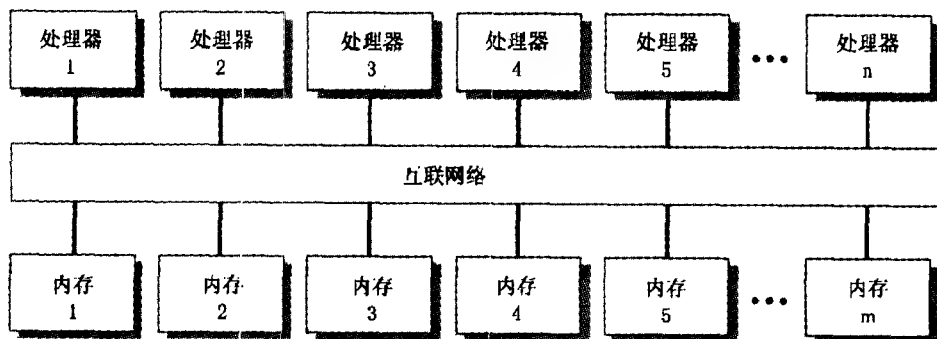 处理器 处理器 处理器 处理器 处理器 ••• 处理器
1 2 3 4 5 n
互联网络
内存 内存 内存 内存 内存 ••• 内存
1 2 3 4 5 m